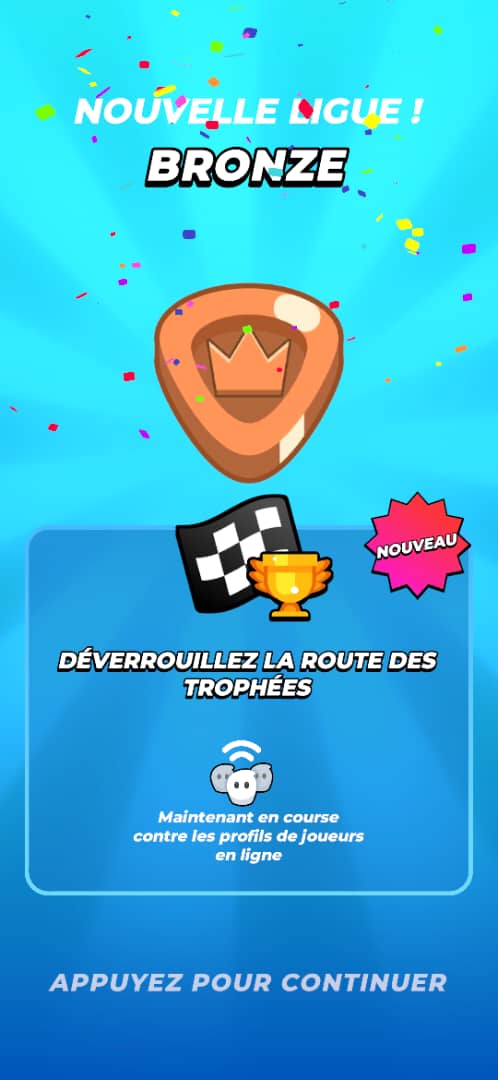 NOUVELLE LIGUE !
BRONZE
NOUVEAU
DÉVERROUILLEZ LA ROUTE DES
TROPHÉES
Maintenant en course
contre les profils de joueurs
en ligne
APPUYEZ POUR CONTINUER